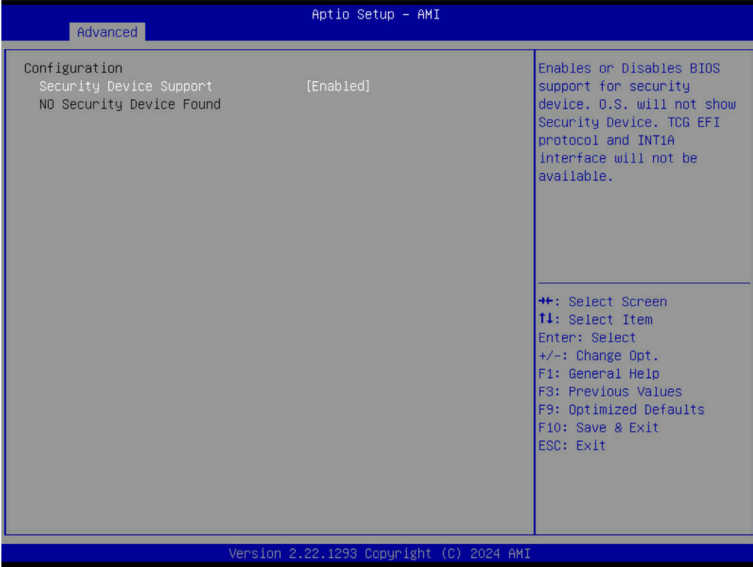 Aptio Setup - AMI
Advanced
Configuration
Security Device Support [Enabled]
NO Security Device Found
Enables or Disables BIOS
support for security
device. O.S. will not show
Security Device. TCG EFI
protocol and INT1A
interface will not be
available.
→←: Select Screen
↑↓: Select Item
Enter: Select
+/-: Change Opt.
F1: General Help
F3: Previous Values
F9: Optimized Defaults
F10: Save & Exit
ESC: Exit
Version 2.22.1293 Copyright (C) 2024 AMI